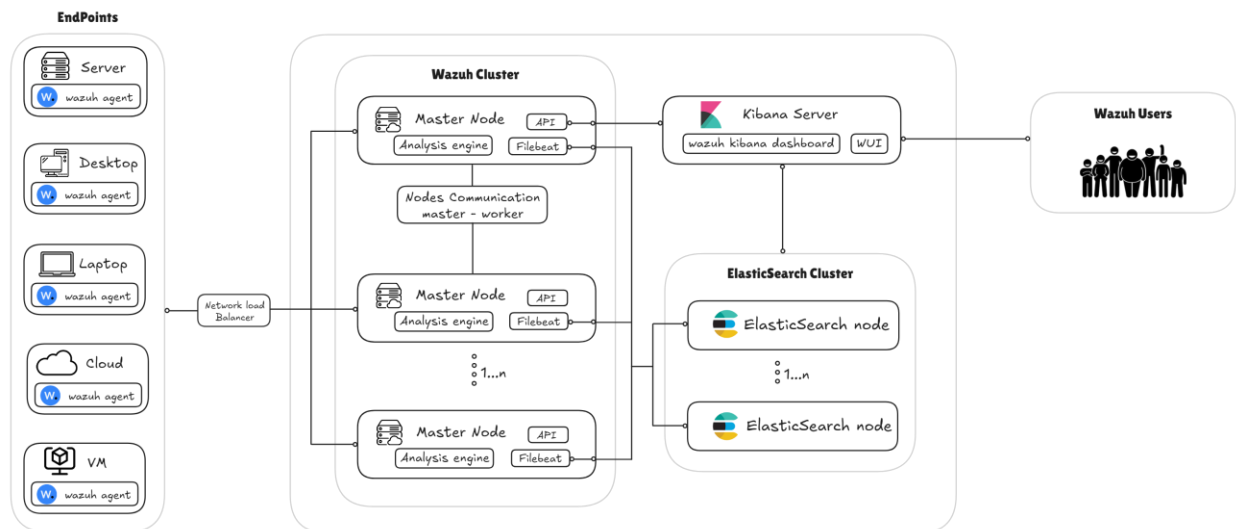 EndPoints
Server
W. wazuh agent
Desktop
W. wazuh agent
Laptop
W. wazuh agent
Cloud
W. wazuh agent
VM
W. wazuh agent
Network load
Balancer
Wazuh Cluster
Master Node
API
Analysis engine
Filebeat
Nodes Communication
master - worker
Master Node
API
Analysis engine
Filebeat
1...n
Master Node
API
Analysis engine
Filebeat
Kibana Server
wazuh kibana dashboard
WUI
ElasticSearch Cluster
ElasticSearch node
1...n
ElasticSearch node
Wazuh Users